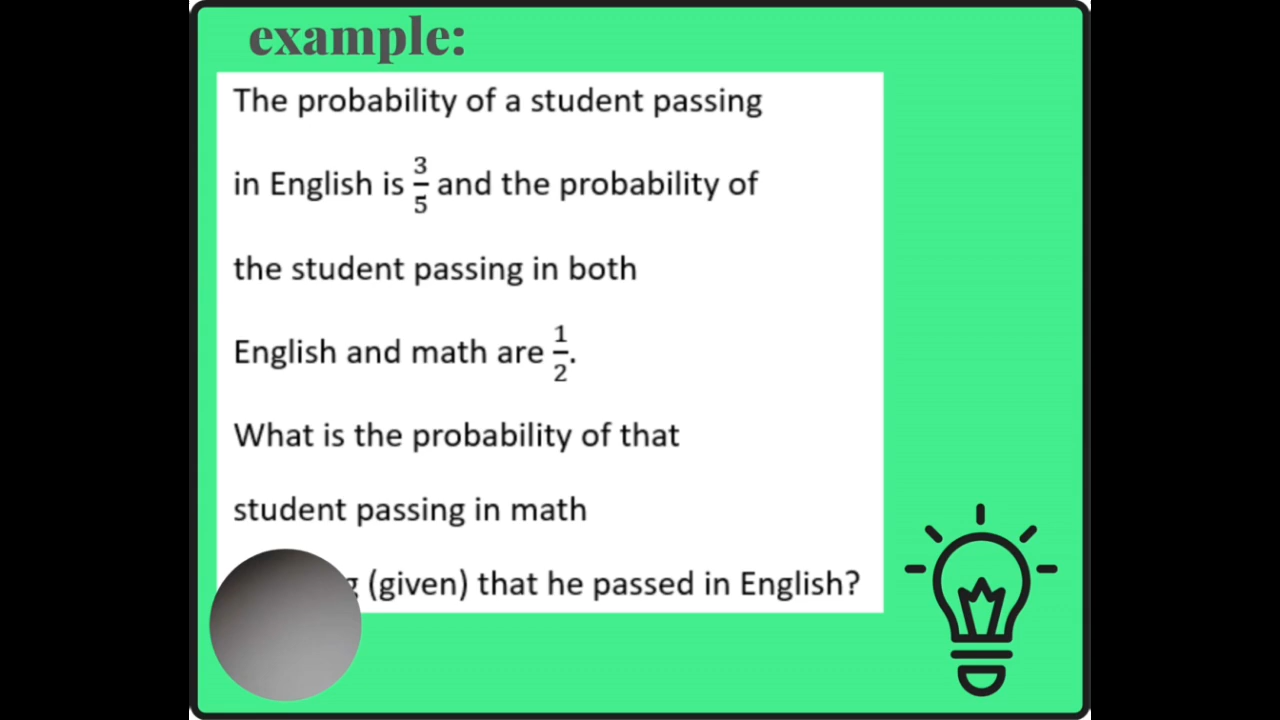 example:
The probability of a student passing
in English is 3/5 and the probability of
the student passing in both
English and math are 1/2.
What is the probability of that
student passing in math
(given) that he passed in English?